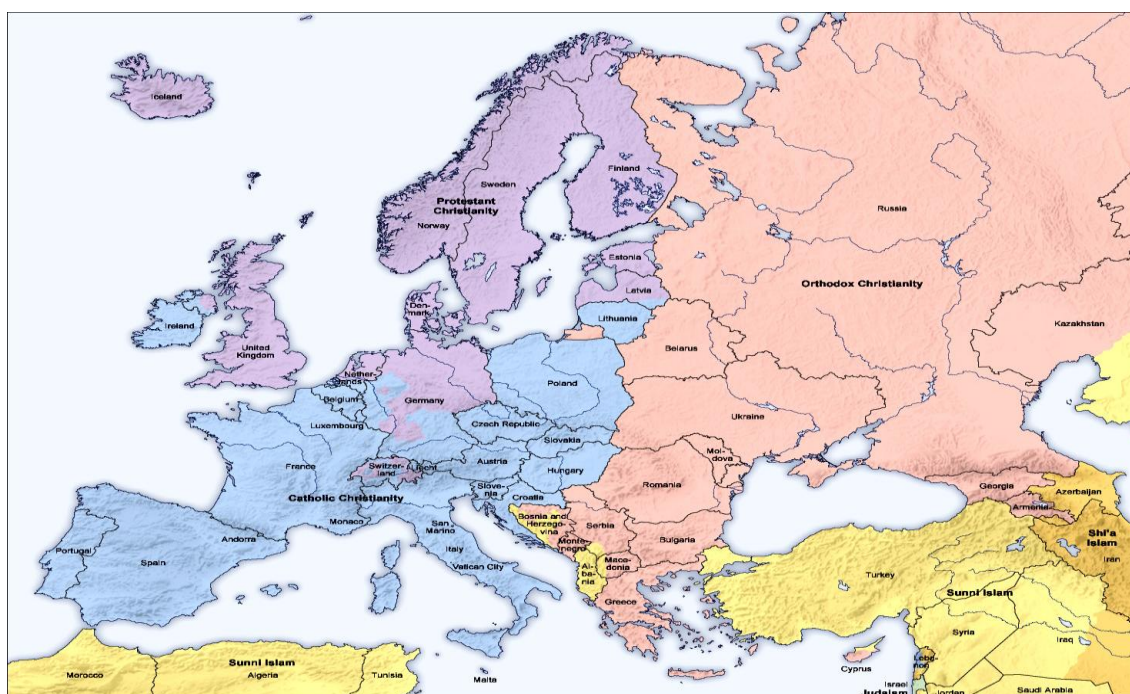 Iceland
Sweden
Finland
Protestant
Christianity
Norway
Russia
Estonia
Latvia
Den-
mark
Lithuania
Orthodox Christianity
Kazakhstan
Ireland
United
Kingdom
Nether-
lands
Belarus
Poland
Belgium
Germany
Luxembourg
Czech Republic
Ukraine
Slovakia
France
Switzer-
land
Liecht.
Austria
Hungary
Mol-
dova
Slove-
nia
Romania
Catholic Christianity
Croatia
Georgia
Azerbaijan
Armenia
Bosnia and
Herzego-
vina
Serbia
Monaco
San
Marino
Andorra
Monte-
negro
Bulgaria
Italy
Portugal
Spain
Vatican City
Mace-
donia
Al-
ba-
nia
Shi'a
Islam
Iran
Turkey
Sunni Islam
Greece
Syria
Iraq
Morocco
Sunni Islam
Algeria
Tunisia
Malta
Cyprus
Leba-
non
Israel
Judaism
Jordan
Saudi Arabia